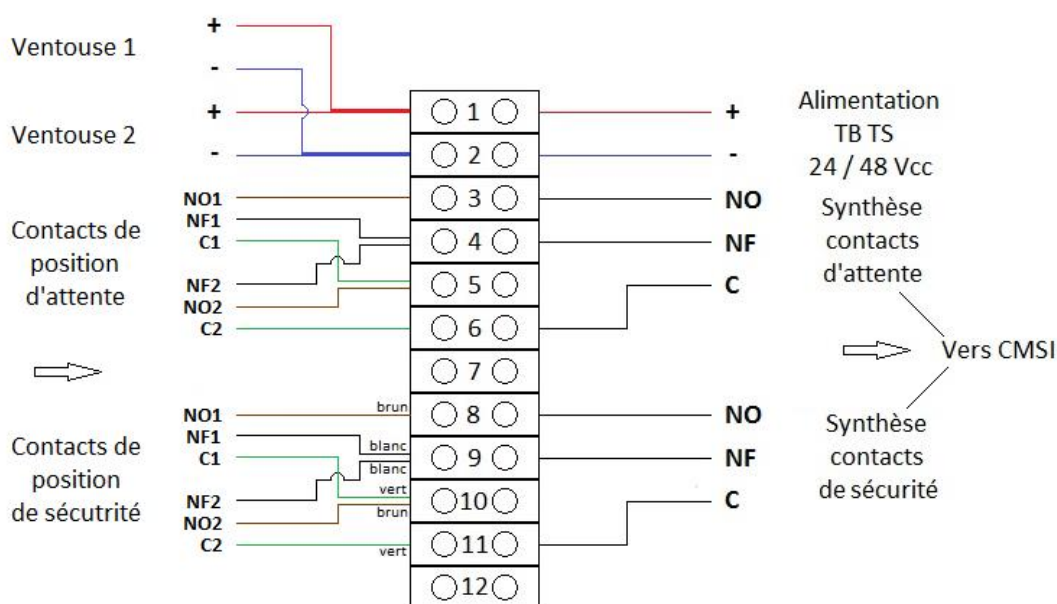 Ventouse 1
+
-
Ventouse 2
+
-
Contacts de
position
d'attente
NO1
NF1
C1
NF2
NO2
C2
Contacts de
position
de sécutrité
NO1
NF1
C1
NF2
NO2
C2
brun
blanc
blanc
vert
brun
vert
1
2
3
4
5
6
7
8
9
10
11
12
+
-
NO
NF
C
NO
NF
C
Alimentation
TB TS
24 / 48 Vcc
Synthèse
contacts
d'attente
Vers CMSI
Synthèse
contacts
de sécurité